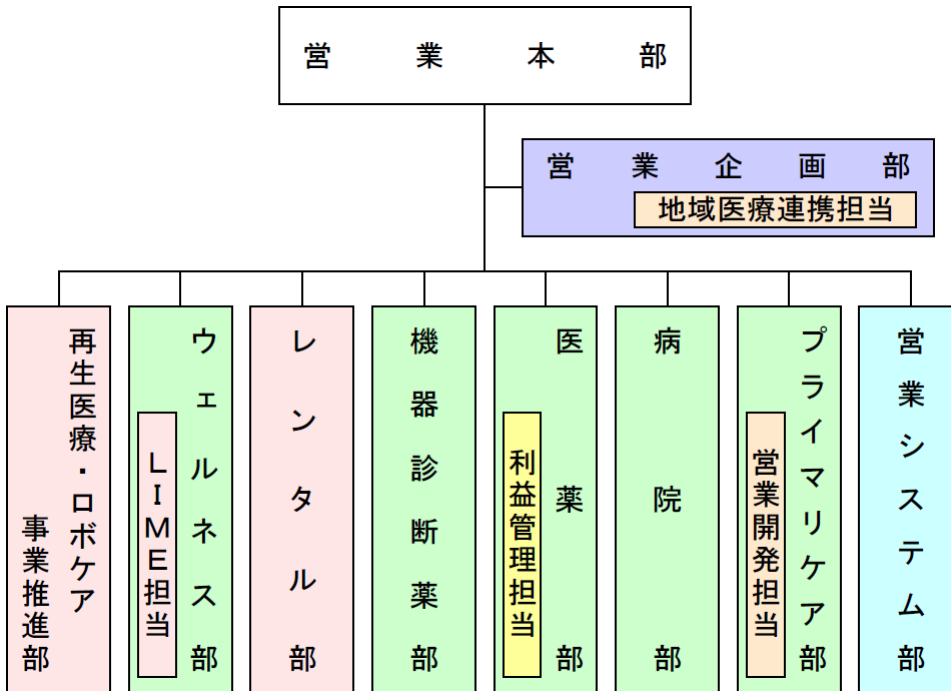 営業本部
営業企画部
地域医療連携担当
再生医療・ロボケア
事業推進部
ウェルネス部
LIME担当
レンタル部
機器診断薬部
医薬部
利益管理担当
病院部
プライマリケア部
営業開発担当
営業システム部